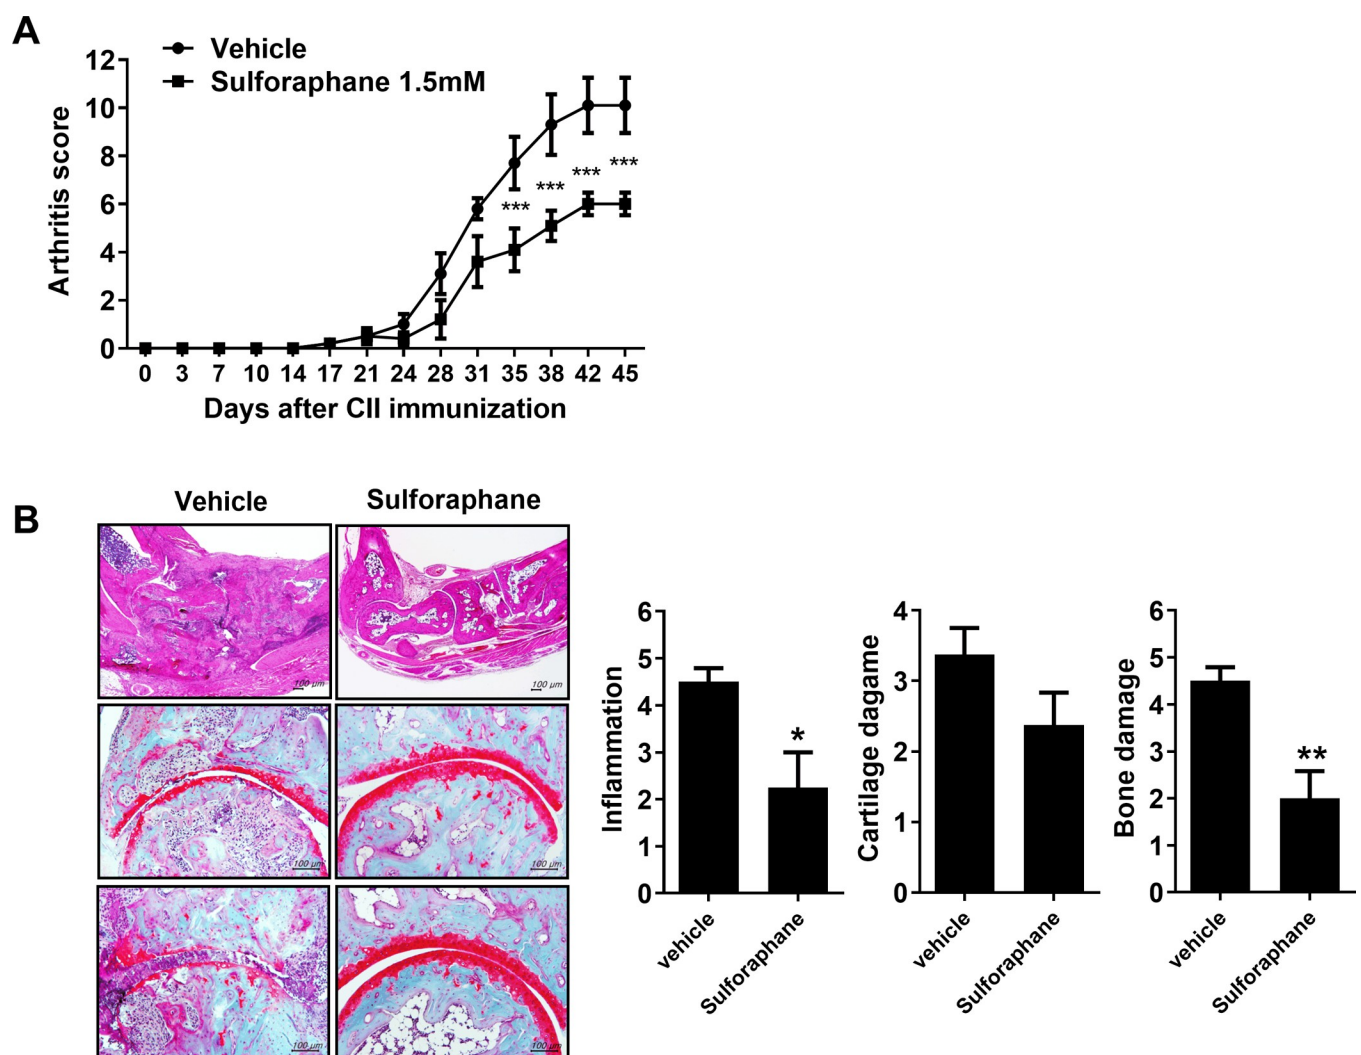 A
Vehicle
Sulforaphane 1.5mM
Arthritis score
12
10
8
6
4
2
0
***
***
***
***
0 3 7 10 14 17 21 24 28 31 35 38 42 45
Days after CII immunization
B
Vehicle Sulforaphane
100 µm
100 µm
100 µm
100 µm
100 µm
100 µm
Inflammation
6
5
4
3
2
1
0
*
vehicle
Sulforaphane
Cartilage dagame
4
3
2
1
0
vehicle
Sulforaphane
Bone damage
6
5
4
3
2
1
0
**
vehicle
Sulforaphane